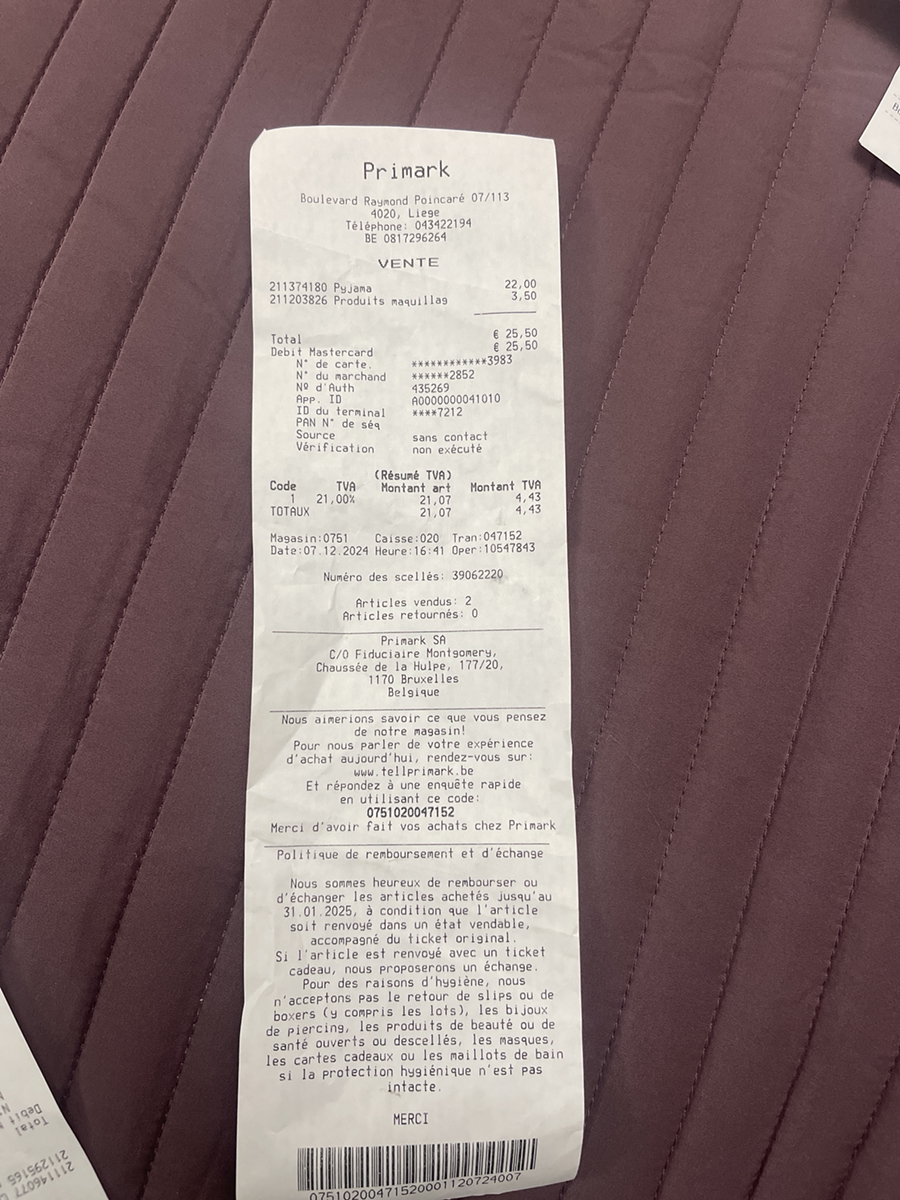 Primark
Boulevard Raymond Poincaré 07/113
4020, Liege
Téléphone: 043422194
BE 0817296264
VENTE
211374180 Pyjama 22,00
211203826 Produits maquillag 3,50
Total € 25,50
Debit Mastercard € 25,50
N° de carte. ************3983
N° du marchand ******2852
Nº d'Auth 435269
App. ID A0000000041010
ID du terminal ****7212
PAN N° de séq
Source sans contact
Vérification non exécuté
(Résumé TVA)
Code TVA Montant art Montant TVA
1 21,00% 21,07 4,43
TOTAUX 21,07 4,43
Magasin:0751 Caisse:020 Tran:047152
Date:07.12.2024 Heure:16:41 Oper:10547843
Numéro des scellés: 39062220
Articles vendus: 2
Articles retournés: 0
Primark SA
C/O Fiduciaire Montgomery,
Chaussée de la Hulpe, 177/20,
1170 Bruxelles
Belgique
Nous aimerions savoir ce que vous pensez
de notre magasin!
Pour nous parler de votre expérience
d'achat aujourd'hui, rendez-vous sur:
www.tellprimark.be
Et répondez à une enquête rapide
en utilisant ce code:
0751020047152
Merci d'avoir fait vos achats chez Primark
Politique de remboursement et d'échange
Nous sommes heureux de rembourser ou
d'échanger les articles achetés jusqu'au
31.01.2025, à condition que l'article
soit renvoyé dans un état vendable,
accompagné du ticket original.
Si l'article est renvoyé avec un ticket
cadeau, nous proposerons un échange.
Pour des raisons d'hygiène, nous
n'acceptons pas le retour de slips ou de
boxers (y compris les lots), les bijoux
de piercing, les produits de beauté ou de
santé ouverts ou descellés, les masques,
les cartes cadeaux ou les maillots de bain
si la protection hygiénique n'est pas
intacte.
MERCI
07510200471520001120724007
Total
211295165
211146077